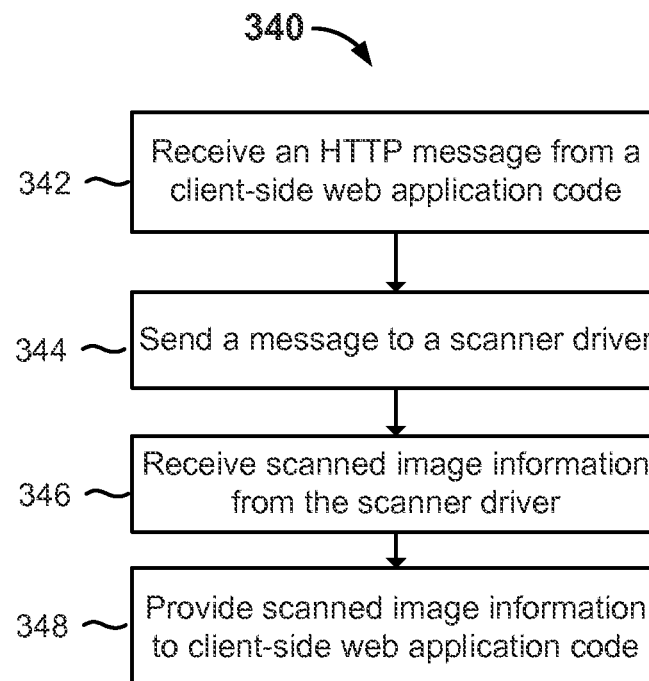 340
342
Receive an HTTP message from a
client-side web application code
344
Send a message to a scanner driver
346
Receive scanned image information
from the scanner driver
348
Provide scanned image information
to client-side web application code